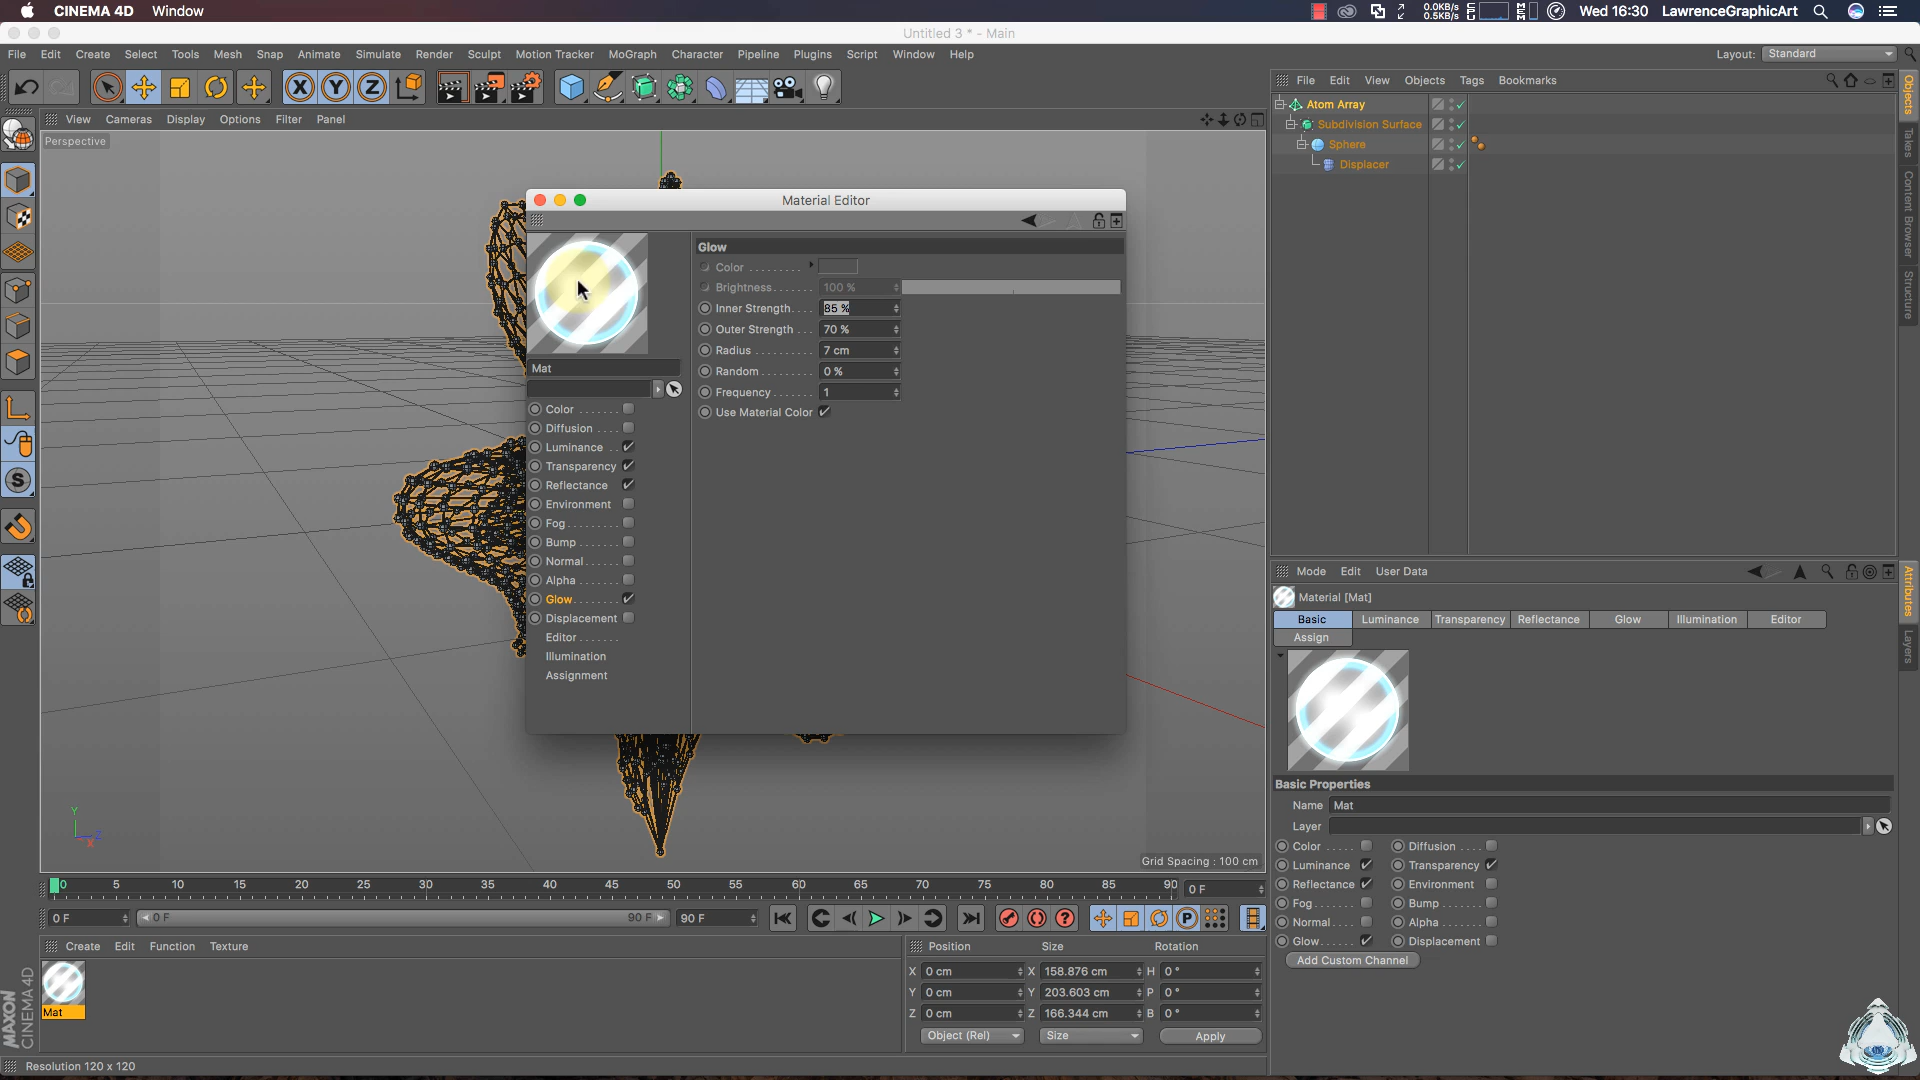 CINEMA 4D Window
0.0KB/s
0.5KB/s
Wed 16:30 LawrenceGraphicArt
Untitled 3 * - Main
File Edit Create Select Tools Mesh Snap Animate Simulate Render Sculpt Motion Tracker MoGraph Character Pipeline Plugins Script Window Help
Layout: Standard
X Y Z
File Edit View Objects Tags Bookmarks
View Cameras Display Options Filter Panel
Perspective
Atom Array
Subdivision Surface
Sphere
Displacer
Objects
Takes
Content Browser
Structure
Material Editor
Glow
Color
Brightness 100 %
Inner Strength 85 %
Outer Strength 70 %
Radius 7 cm
Random 0 %
Frequency 1
Use Material Color
Mat
Color
Diffusion
Luminance
Transparency
Reflectance
Environment
Fog
Bump
Normal
Alpha
Glow
Displacement
Editor
Illumination
Assignment
Y
Z
X
Grid Spacing : 100 cm
Mode Edit User Data
Material [Mat]
Basic Luminance Transparency Reflectance Glow Illumination Editor
Assign
Attributes
Layers
Basic Properties
Name Mat
Layer
Color Diffusion
Luminance Transparency
Reflectance Environment
Fog Bump
Normal Alpha
Glow Displacement
Add Custom Channel
0 5 10 15 20 25 30 35 40 45 50 55 60 65 70 75 80 85 90 0 F
0 F 0 F 90 F 90 F
Create Edit Function Texture
Mat
Position Size Rotation
X 0 cm X 158.876 cm H 0 °
Y 0 cm Y 203.603 cm P 0 °
Z 0 cm Z 166.344 cm B 0 °
Object (Rel) Size Apply
MAXON
CINEMA 4D
Resolution 120 x 120